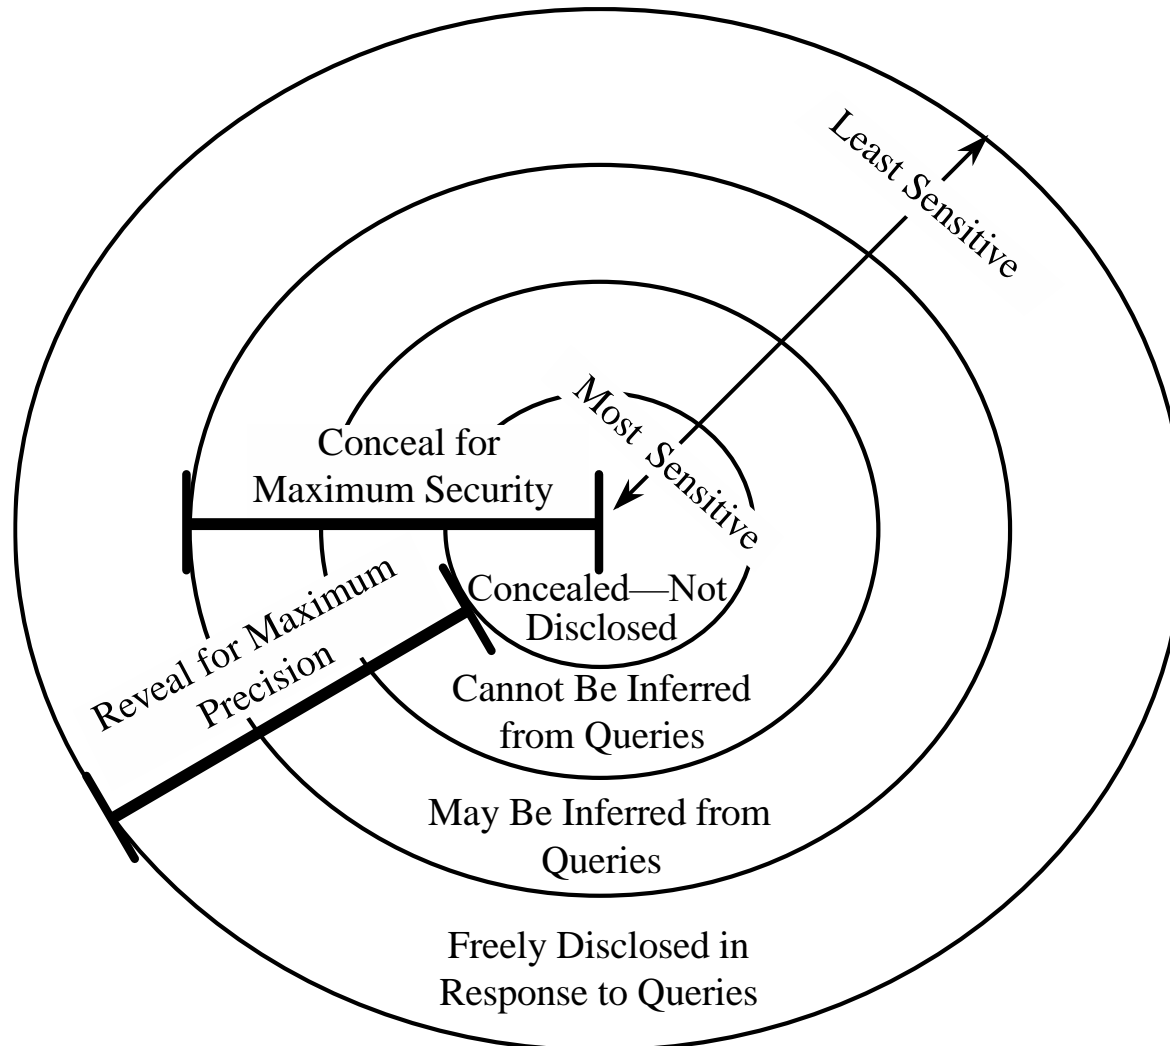 Least Sensitive
Most Sensitive
Conceal for
Maximum Security
Reveal for Maximum
Precision
Concealed—Not
Disclosed
Cannot Be Inferred
from Queries
May Be Inferred from
Queries
Freely Disclosed in
Response to Queries